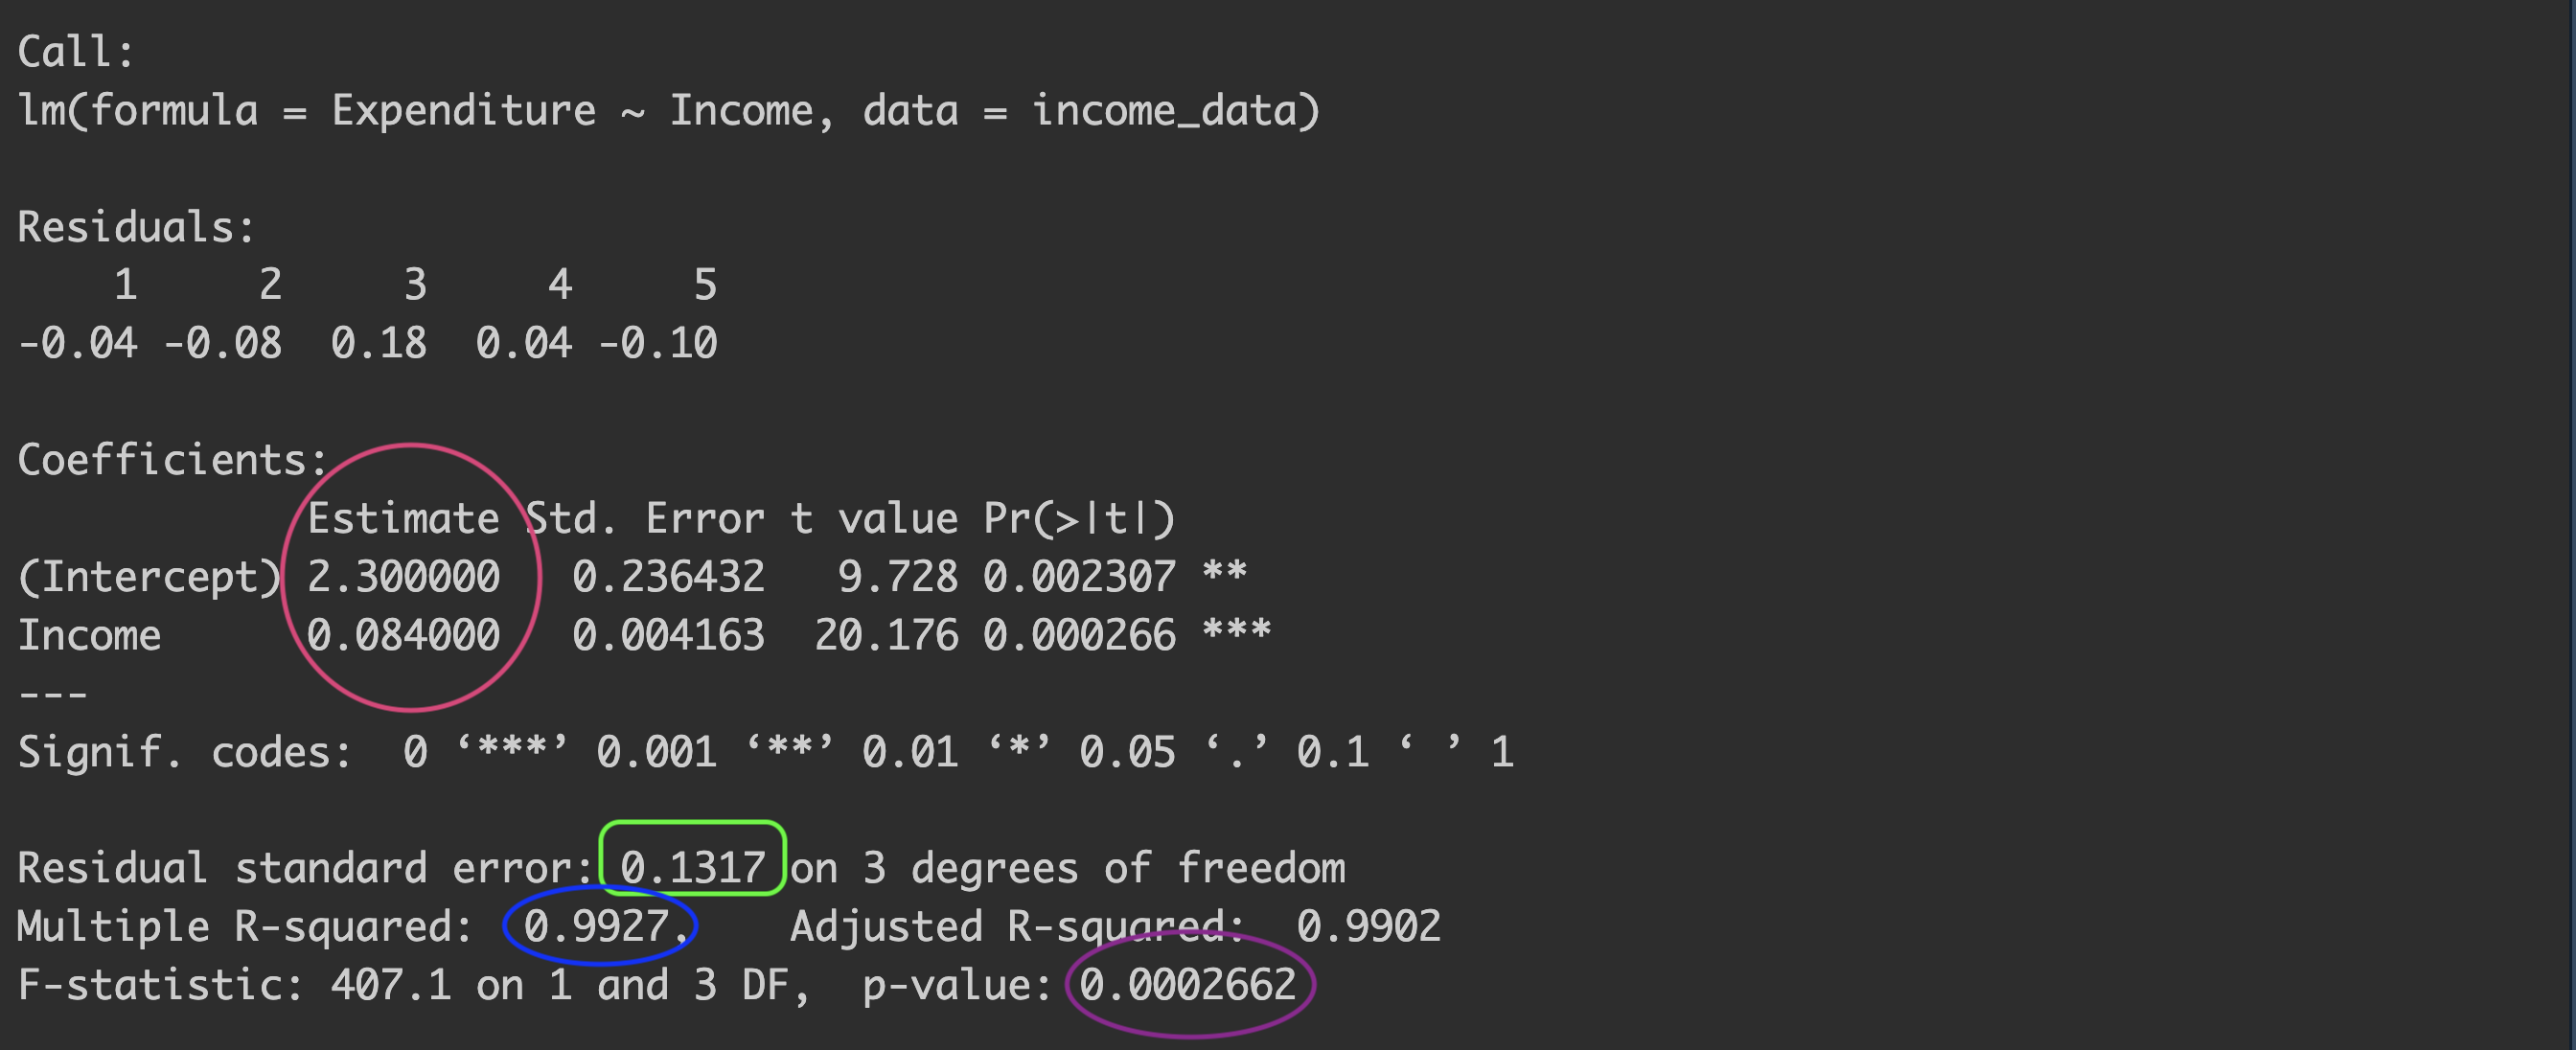 Call:
lm(formula = Expenditure ~ Income, data = income_data)
Residuals:
    1     2     3     4     5
-0.04 -0.08  0.18  0.04 -0.10
Coefficients:
            Estimate Std. Error t value Pr(>|t|)
(Intercept) 2.300000   0.236432   9.728 0.002307 **
Income      0.084000   0.004163  20.176 0.000266 ***
---
Signif. codes:  0 ‘***’ 0.001 ‘**’ 0.01 ‘*’ 0.05 ‘.’ 0.1 ‘ ’ 1
Residual standard error: 0.1317 on 3 degrees of freedom
Multiple R-squared:  0.9927,    Adjusted R-squared:  0.9902
F-statistic: 407.1 on 1 and 3 DF,  p-value: 0.0002662